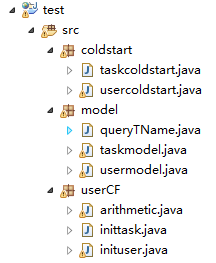 test
src
coldstart
taskcoldstart.java
usercoldstart.java
model
queryTName.java
taskmodel.java
usermodel.java
userCF
arithmetic.java
inittask.java
inituser.java